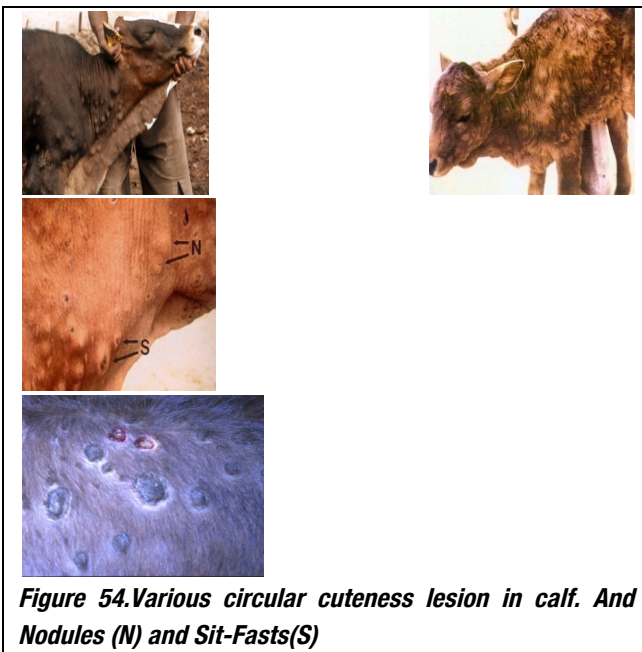 N
S
Figure 54.Various circular cuteness lesion in calf. And
Nodules (N) and Sit-Fasts(S)